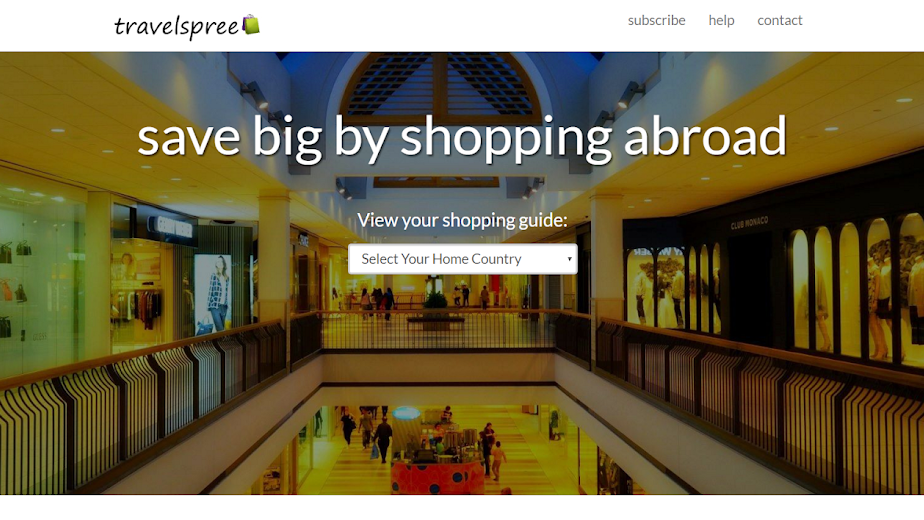 travelspree
subscribe help contact
save big by shopping abroad
View your shopping guide:
Select Your Home Country
CLUB MONACO